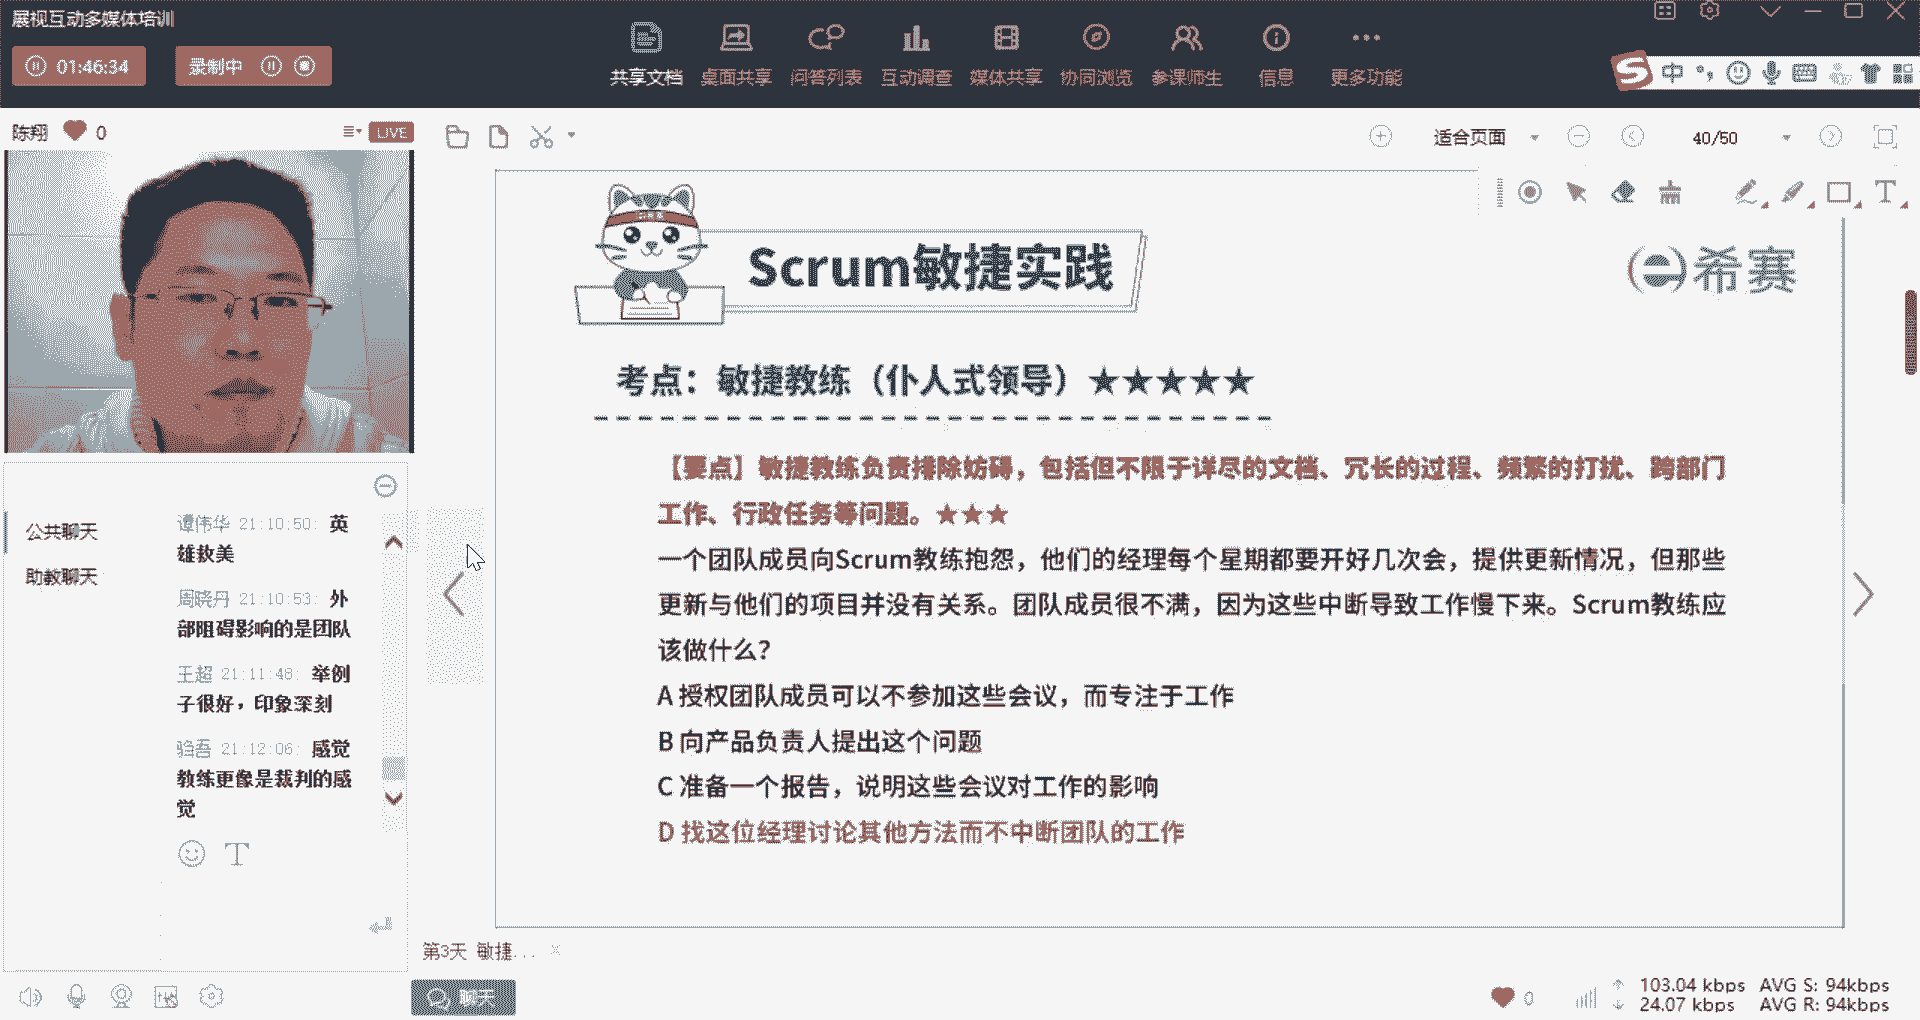 展视互动多媒体培训
01:46:34
录制中
共享文档 桌面共享 问答列表 互动调查 媒体共享 协同浏览 参课师生 信息 更多功能
中
陈翔 0
LIVE
适合页面
40/50
Scrum敏捷实践
希赛
考点：敏捷教练（仆人式领导）★★★★★
【要点】敏捷教练负责排除妨碍，包括但不限于详尽的文档、冗长的过程、频繁的打扰、跨部门
工作、行政任务等问题。★★★
一个团队成员向Scrum教练抱怨，他们的经理每个星期都要开好几次会，提供更新情况，但那些
更新与他们的项目并没有关系。团队成员很不满，因为这些中断导致工作慢下来。Scrum教练应
该做什么？
A 授权团队成员可以不参加这些会议，而专注于工作
B 向产品负责人提出这个问题
C 准备一个报告，说明这些会议对工作的影响
D 找这位经理讨论其他方法而不中断团队的工作
公共聊天
助教聊天
谭伟华 21:10:50: 英
雄救美
周晓丹 21:10:53: 外
部阻碍影响的是团队
王超 21:11:48: 举例
子很好，印象深刻
21:12:06: 感觉
教练更像是裁判的感
觉
第3天 敏捷...
聊天
0
103.04 kbps AVG S: 94kbps
24.07 kbps AVG R: 94kbps